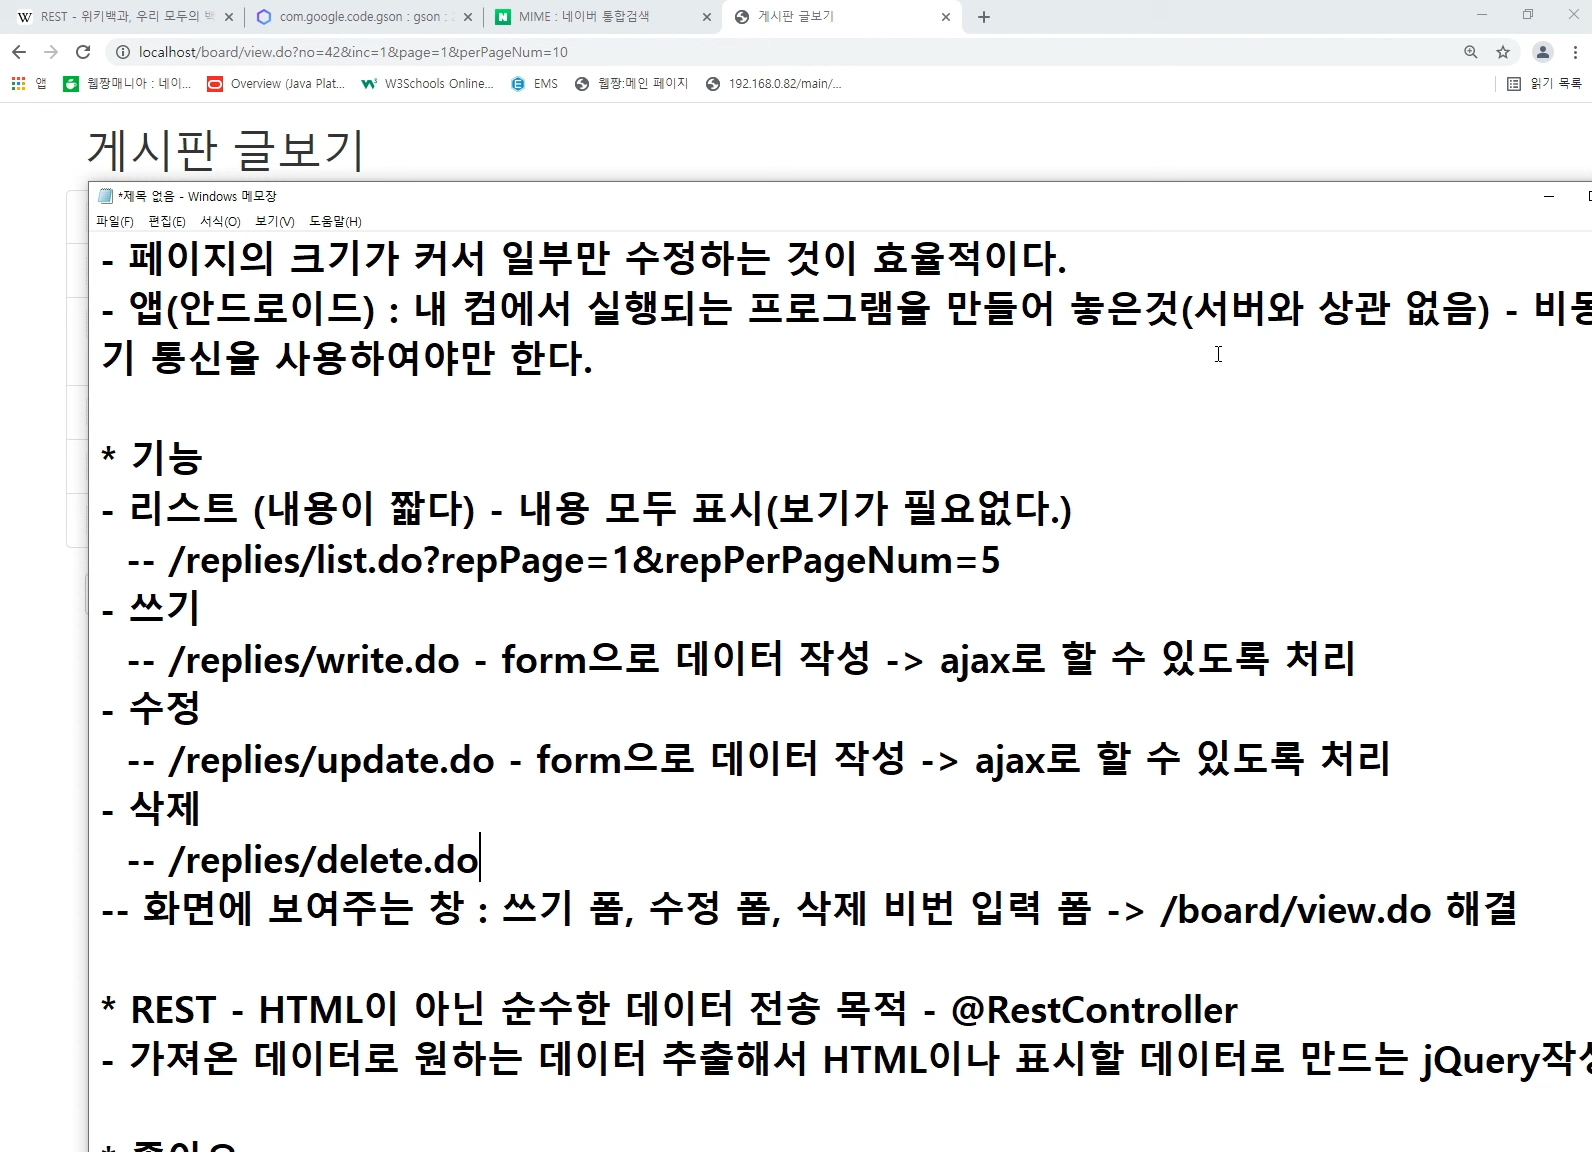 REST - 위키백과, 우리 모두의 백
com.google.code.gson : gson :
MIME : 네이버 통합검색
게시판 글보기
localhost/board/view.do?no=42&inc=1&page=1&perPageNum=10
앱
웹짱매니아 : 네이...
Overview (Java Plat...
W3Schools Online...
EMS
웹짱:메인 페이지
192.168.0.82/main/...
읽기 목록
게시판 글보기
*제목 없음 - Windows 메모장
파일(F) 편집(E) 서식(O) 보기(V) 도움말(H)
- 페이지의 크기가 커서 일부만 수정하는 것이 효율적이다.
- 앱(안드로이드) : 내 컴에서 실행되는 프로그램을 만들어 놓은것(서버와 상관 없음) - 비동
기 통신을 사용하여야만 한다.
* 기능
- 리스트 (내용이 짧다) - 내용 모두 표시(보기가 필요없다.)
-- /replies/list.do?repPage=1&repPerPageNum=5
- 쓰기
-- /replies/write.do - form으로 데이터 작성 -> ajax로 할 수 있도록 처리
- 수정
-- /replies/update.do - form으로 데이터 작성 -> ajax로 할 수 있도록 처리
- 삭제
-- /replies/delete.do
-- 화면에 보여주는 창 : 쓰기 폼, 수정 폼, 삭제 비번 입력 폼 -> /board/view.do 해결
* REST - HTML이 아닌 순수한 데이터 전송 목적 - @RestController
- 가져온 데이터로 원하는 데이터 추출해서 HTML이나 표시할 데이터로 만드는 jQuery작성